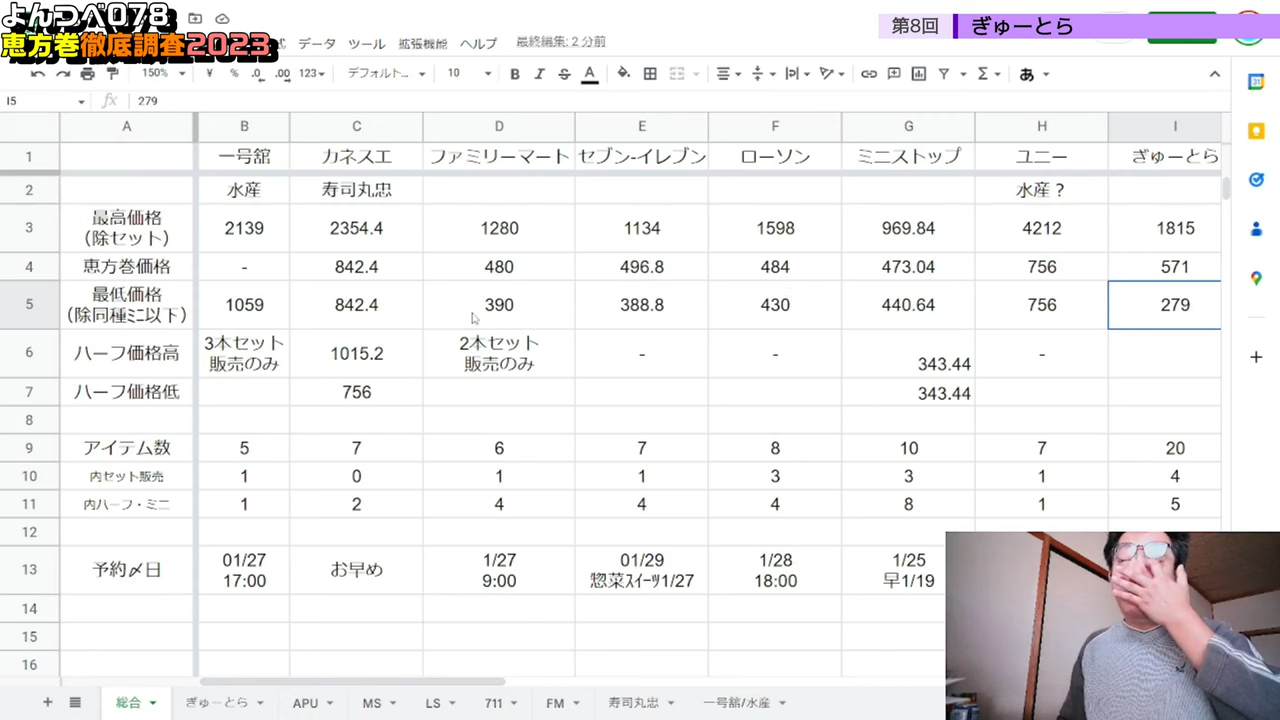 よんつべ078
恵方巻徹底調査2023
第8回 ぎゅーとら
データ ツール 拡張機能 ヘルプ 最終編集: 2 分前
150% ¥ % .0 .00 123 デフォルト... 10 B I S A あ
I5 fx 279
A B C D E F G H I
1 一号舘 カネスエ ファミリーマート セブン-イレブン ローソン ミニストップ ユニー ぎゅーとら
2 水産 寿司丸忠 水産？
3 最高価格 2139 2354.4 1280 1134 1598 969.84 4212 1815
（除セット）
4 恵方巻価格 - 842.4 480 496.8 484 473.04 756 571
5 最低価格 1059 842.4 390 388.8 430 440.64 756 279
（除同種ﾐﾆ以下）
6 ハーフ価格高 3本セット 1015.2 2本セット - - 343.44 -
販売のみ 販売のみ
7 ハーフ価格低 756 343.44
8
9 アイテム数 5 7 6 7 8 10 7 20
10 内セット販売 1 0 1 1 3 3 1 4
11 内ハーフ・ミニ 1 2 4 4 4 8 1 5
12
13 予約〆日 01/27 お早め 1/27 01/29 1/28 1/25
17:00 9:00 惣菜ｽｲｰﾂ1/27 18:00 早1/19
14
15
16
総合 ぎゅーとら APU MS LS 711 FM 寿司丸忠 一号舘/水産